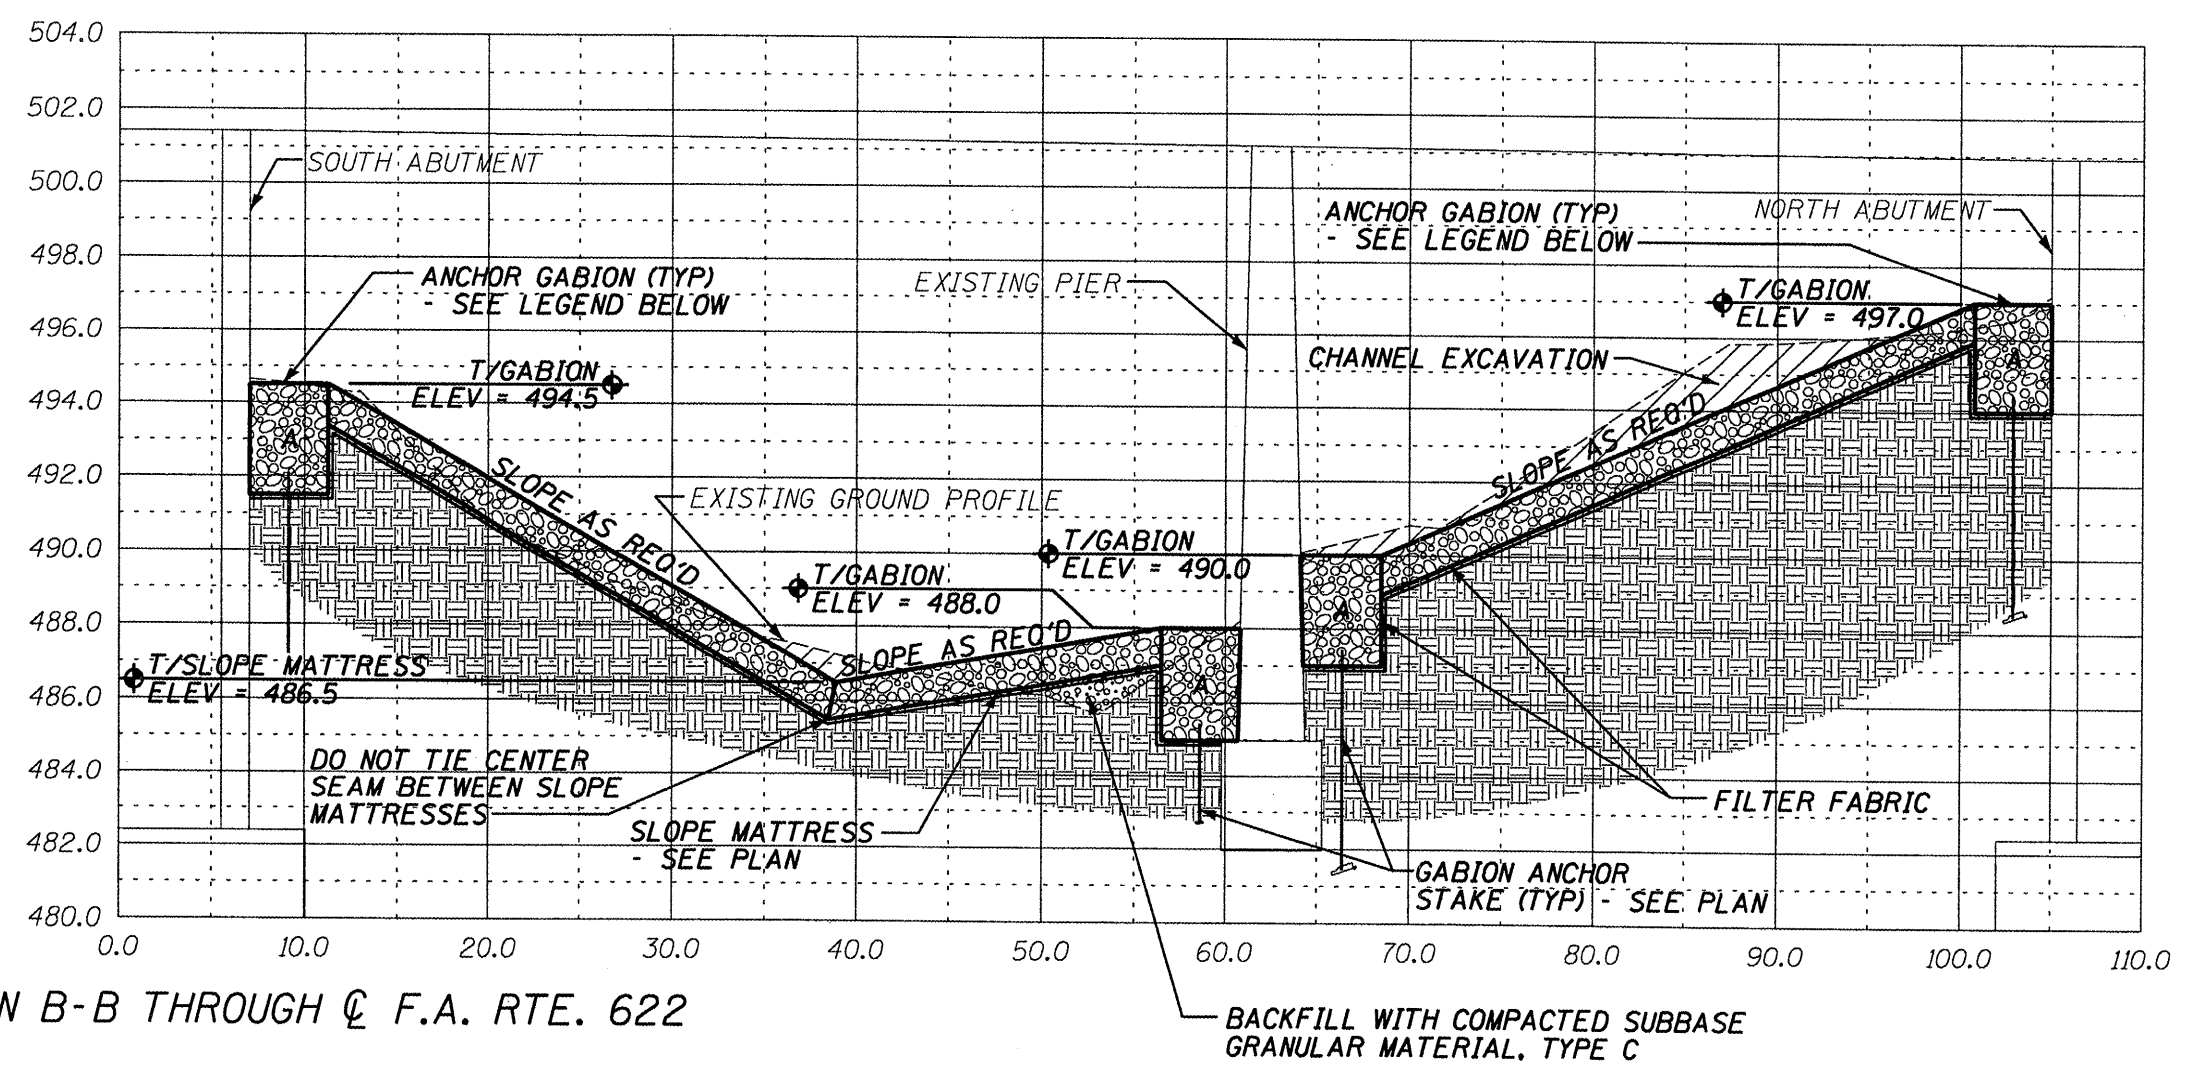 504.0
502.0
500.0
498.0
496.0
494.0
492.0
490.0
488.0
486.0
484.0
482.0
480.0
0.0
10.0
20.0
30.0
40.0
50.0
60.0
70.0
80.0
90.0
100.0
110.0
SOUTH ABUTMENT
ANCHOR GABION (TYP)
- SEE LEGEND BELOW
T/GABION
ELEV = 494.5
A
SLOPE AS REQ'D
EXISTING GROUND PROFILE
T/SLOPE MATTRESS
ELEV = 486.5
DO NOT TIE CENTER
SEAM BETWEEN SLOPE
MATTRESSES
SLOPE MATTRESS
- SEE PLAN
EXISTING PIER
T/GABION
ELEV = 490.0
T/GABION
ELEV = 488.0
SLOPE AS REQ'D
A
A
ANCHOR GABION (TYP)
- SEE LEGEND BELOW
NORTH ABUTMENT
T/GABION
ELEV = 497.0
CHANNEL EXCAVATION
SLOPE AS REQ'D
A
FILTER FABRIC
GABION ANCHOR
STAKE (TYP) - SEE PLAN
BACKFILL WITH COMPACTED SUBBASE
GRANULAR MATERIAL, TYPE C
N B-B THROUGH ℄ F.A. RTE. 622